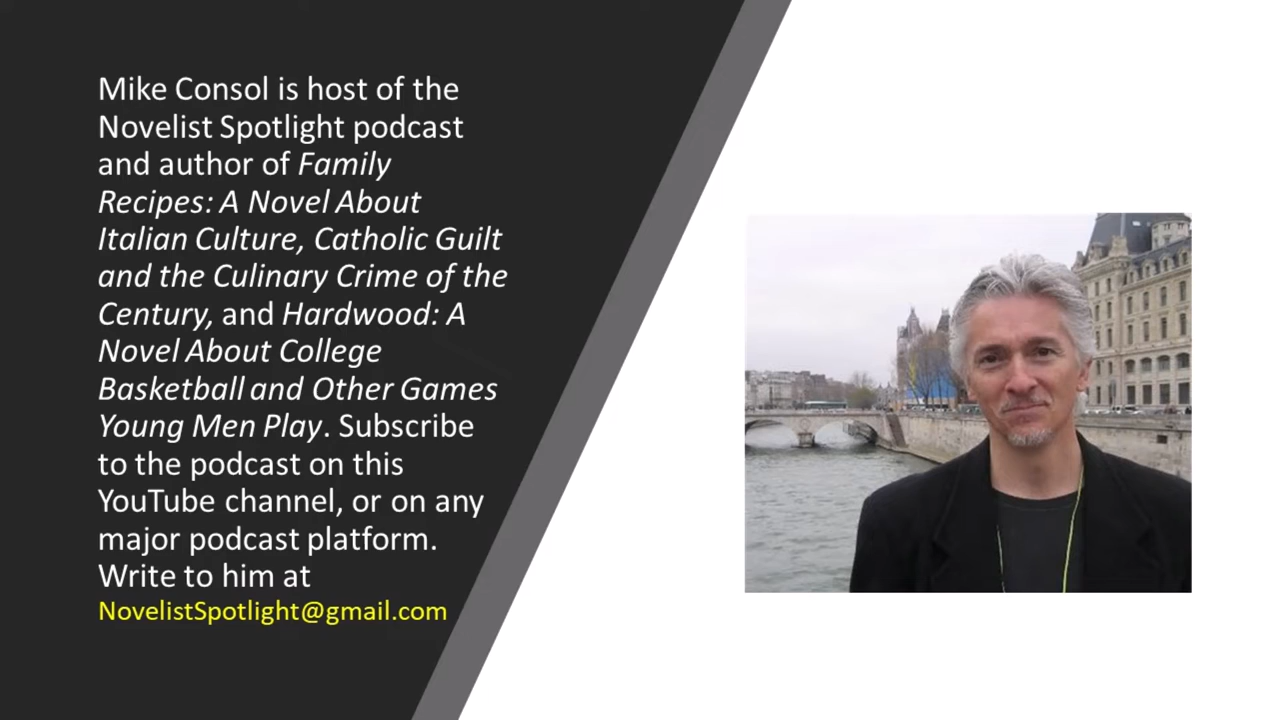 Mike Consol is host of the
Novelist Spotlight podcast
and author of Family
Recipes: A Novel About
Italian Culture, Catholic Guilt
and the Culinary Crime of the
Century, and Hardwood: A
Novel About College
Basketball and Other Games
Young Men Play. Subscribe
to the podcast on this
YouTube channel, or on any
major podcast platform.
Write to him at
NovelistSpotlight@gmail.com